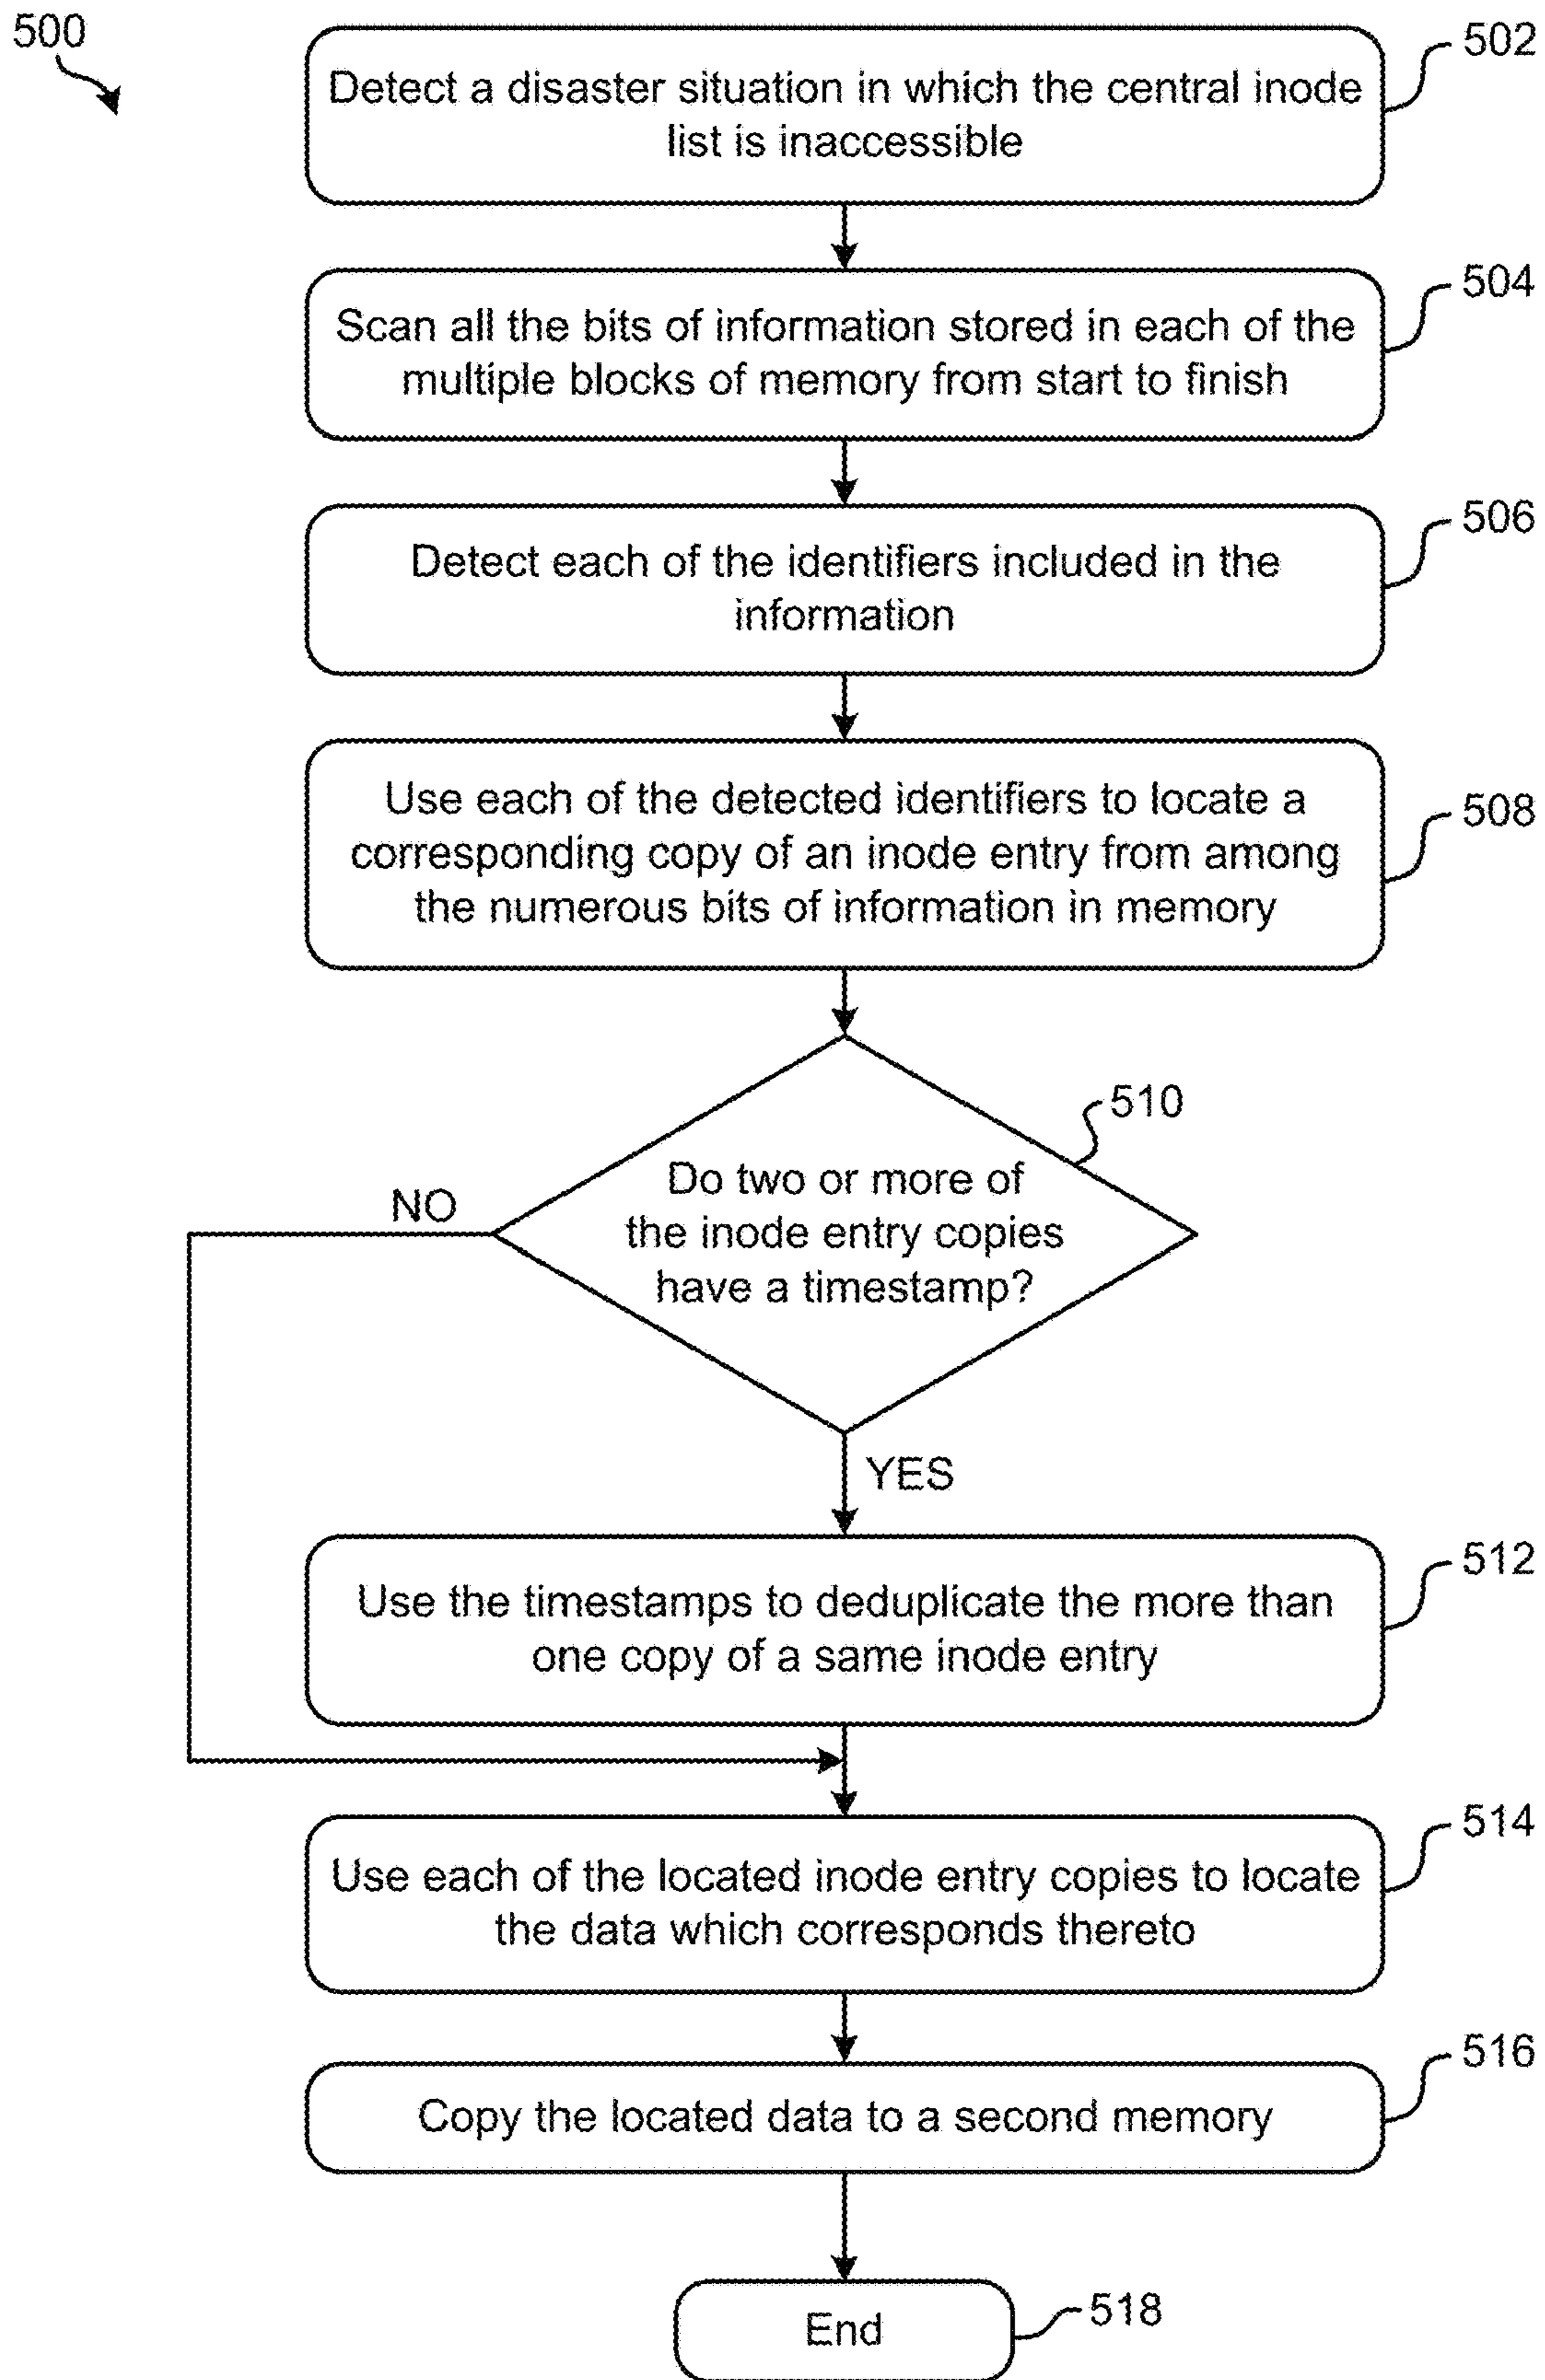 500
502
Detect a disaster situation in which the central inode
list is inaccessible
504
Scan all the bits of information stored in each of the
multiple blocks of memory from start to finish
506
Detect each of the identifiers included in the
information
508
Use each of the detected identifiers to locate a
corresponding copy of an inode entry from among
the numerous bits of information in memory
510
Do two or more of
the inode entry copies
have a timestamp?
NO
YES
512
Use the timestamps to deduplicate the more than
one copy of a same inode entry
514
Use each of the located inode entry copies to locate
the data which corresponds thereto
516
Copy the located data to a second memory
End
518